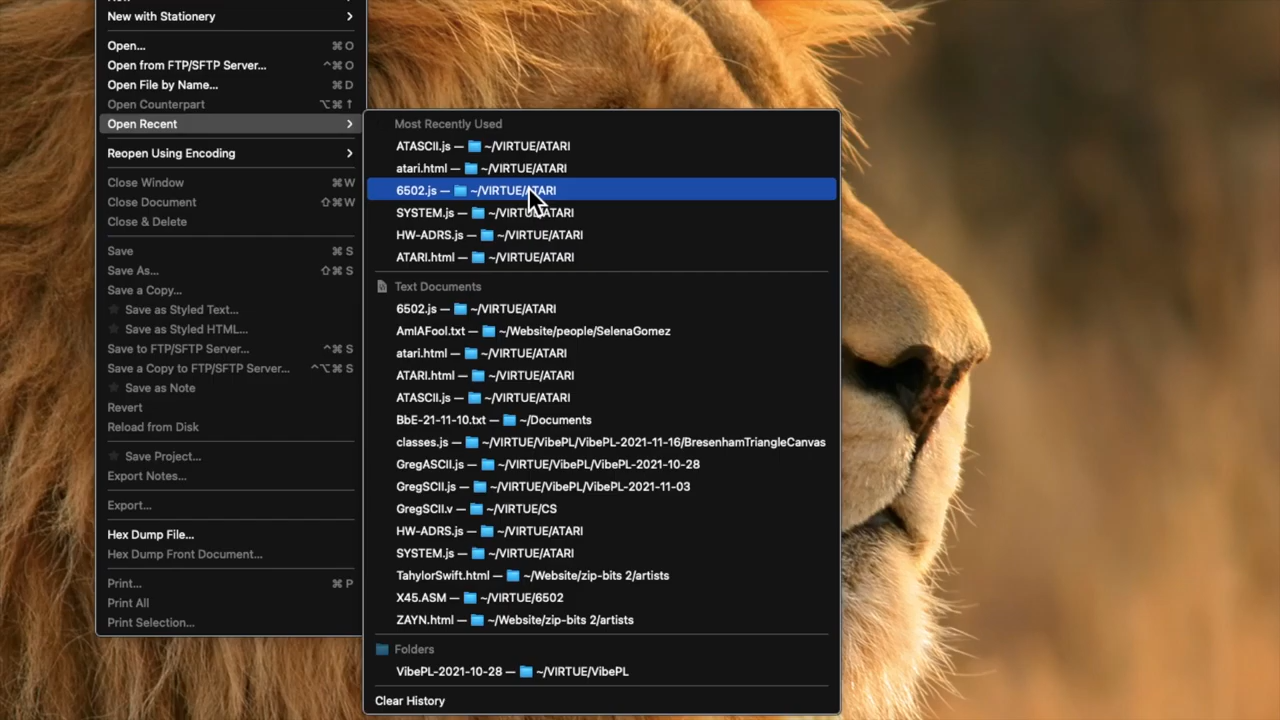 New with Stationery
Open... ⌘ O
Open from FTP/SFTP Server... ^⌘ O
Open File by Name... ⌘ D
Open Counterpart ⌥⌘ ↑
Open Recent
Reopen Using Encoding
Close Window ⌘ W
Close Document ⇧⌘ W
Close & Delete
Save ⌘ S
Save As... ⇧⌘ S
Save a Copy...
Save as Styled Text...
Save as Styled HTML...
Save to FTP/SFTP Server... ^⌘ S
Save a Copy to FTP/SFTP Server... ^⌥⌘ S
Save as Note
Revert
Reload from Disk
Save Project...
Export Notes...
Export...
Hex Dump File...
Hex Dump Front Document...
Print... ⌘ P
Print All
Print Selection...
Most Recently Used
ATASCII.js — ~/VIRTUE/ATARI
atari.html — ~/VIRTUE/ATARI
6502.js — ~/VIRTUE/ATARI
SYSTEM.js — ~/VIRTUE/ATARI
HW-ADRS.js — ~/VIRTUE/ATARI
ATARI.html — ~/VIRTUE/ATARI
Text Documents
6502.js — ~/VIRTUE/ATARI
AmIAFool.txt — ~/Website/people/SelenaGomez
atari.html — ~/VIRTUE/ATARI
ATARI.html — ~/VIRTUE/ATARI
ATASCII.js — ~/VIRTUE/ATARI
BbE-21-11-10.txt — ~/Documents
classes.js — ~/VIRTUE/VibePL/VibePL-2021-11-16/BresenhamTriangleCanvas
GregASCII.js — ~/VIRTUE/VibePL/VibePL-2021-10-28
GregSCII.js — ~/VIRTUE/VibePL/VibePL-2021-11-03
GregSCII.v — ~/VIRTUE/CS
HW-ADRS.js — ~/VIRTUE/ATARI
SYSTEM.js — ~/VIRTUE/ATARI
TahylorSwift.html — ~/Website/zip-bits 2/artists
X45.ASM — ~/VIRTUE/6502
ZAYN.html — ~/Website/zip-bits 2/artists
Folders
VibePL-2021-10-28 — ~/VIRTUE/VibePL
Clear History